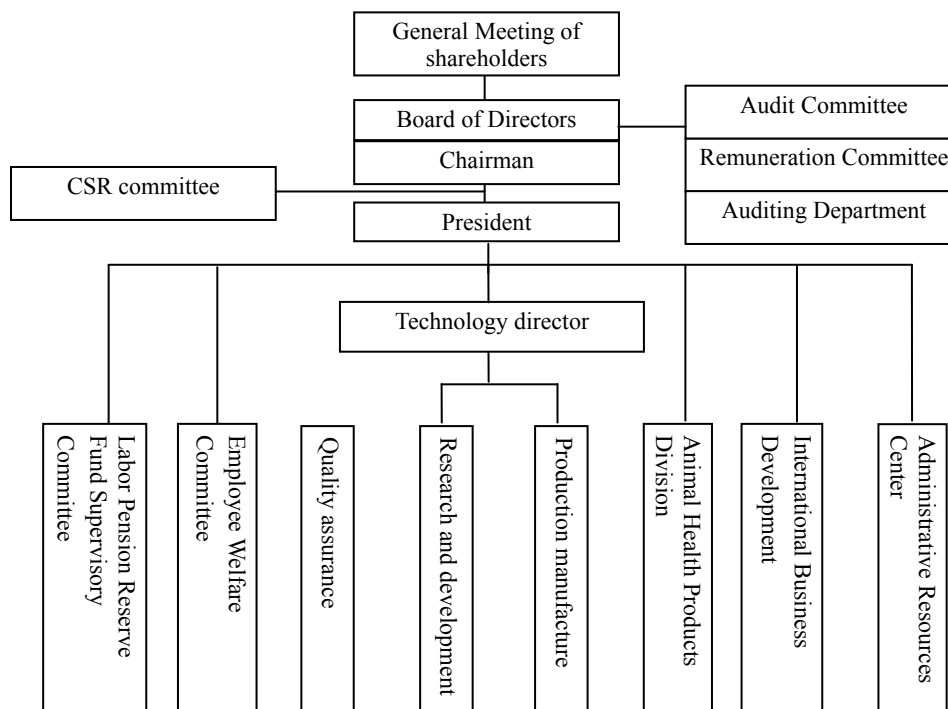 General Meeting of
shareholders
Board of Directors
Audit Committee
Chairman
Remuneration Committee
CSR committee
Auditing Department
President
Technology director
Labor Pension Reserve
Fund Supervisory
Committee
Employee Welfare
Committee
Quality assurance
Research and development
Production manufacture
Animal Health Products
Division
International Business
Development
Administrative Resources
Center